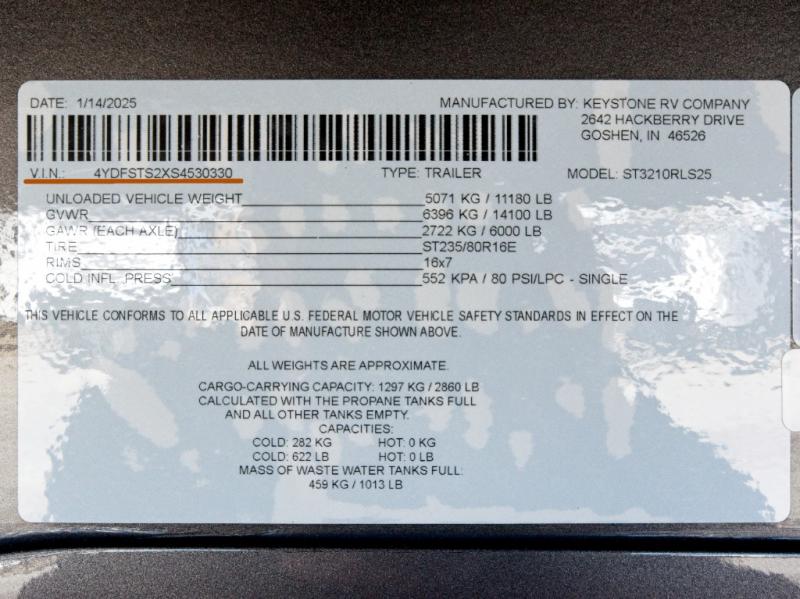 DATE: 1/14/2025 MANUFACTURED BY: KEYSTONE RV COMPANY
2642 HACKBERRY DRIVE
GOSHEN, IN 46526
V.I.N.: 4YDFSTS2XS4530330 TYPE: TRAILER MODEL: ST3210RLS25
UNLOADED VEHICLE WEIGHT 5071 KG / 11180 LB
GVWR 6396 KG / 14100 LB
GAWR (EACH AXLE) 2722 KG / 6000 LB
TIRE ST235/80R16E
RIMS 16x7
COLD INFL. PRESS 552 KPA / 80 PSI/LPC - SINGLE
THIS VEHICLE CONFORMS TO ALL APPLICABLE U.S. FEDERAL MOTOR VEHICLE SAFETY STANDARDS IN EFFECT ON THE
DATE OF MANUFACTURE SHOWN ABOVE.
ALL WEIGHTS ARE APPROXIMATE.
CARGO-CARRYING CAPACITY: 1297 KG / 2860 LB
CALCULATED WITH THE PROPANE TANKS FULL
AND ALL OTHER TANKS EMPTY.
CAPACITIES:
COLD: 282 KG HOT: 0 KG
COLD: 622 LB HOT: 0 LB
MASS OF WASTE WATER TANKS FULL:
459 KG / 1013 LB